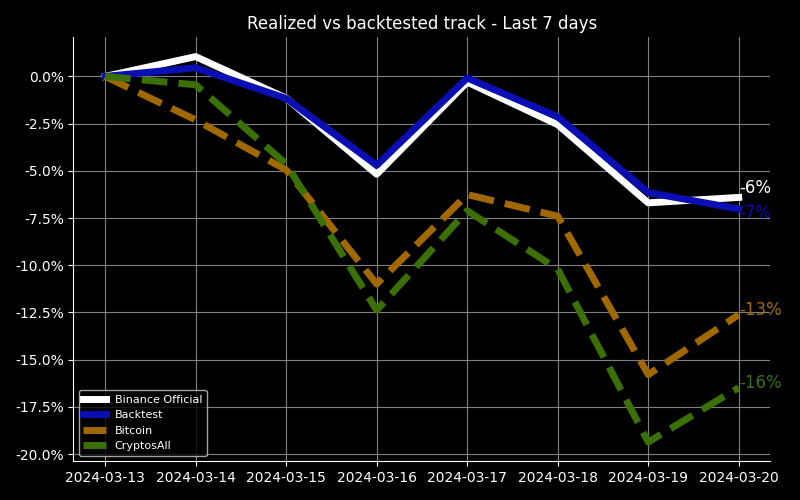 Realized vs backtested track - Last 7 days
0.0%
-2.5%
-5.0%
-7.5%
-10.0%
-12.5%
-15.0%
-17.5%
-20.0%
-6%
-7%
-13%
-16%
Binance Official
Backtest
Bitcoin
CryptosAll
2024-03-13 2024-03-14 2024-03-15 2024-03-16 2024-03-17 2024-03-18 2024-03-19 2024-03-20